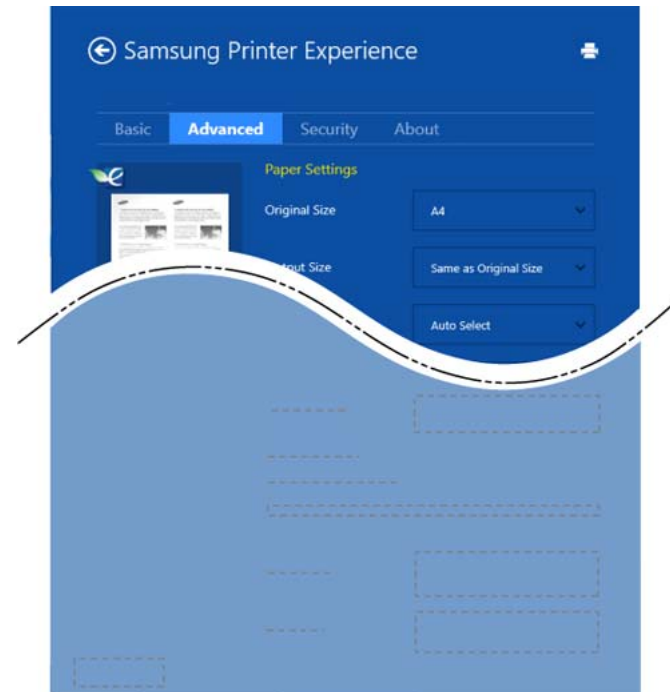 Samsung Printer Experience
Basic Advanced Security About
Paper Settings
Original Size A4
Size Same as Original Size
Auto Select